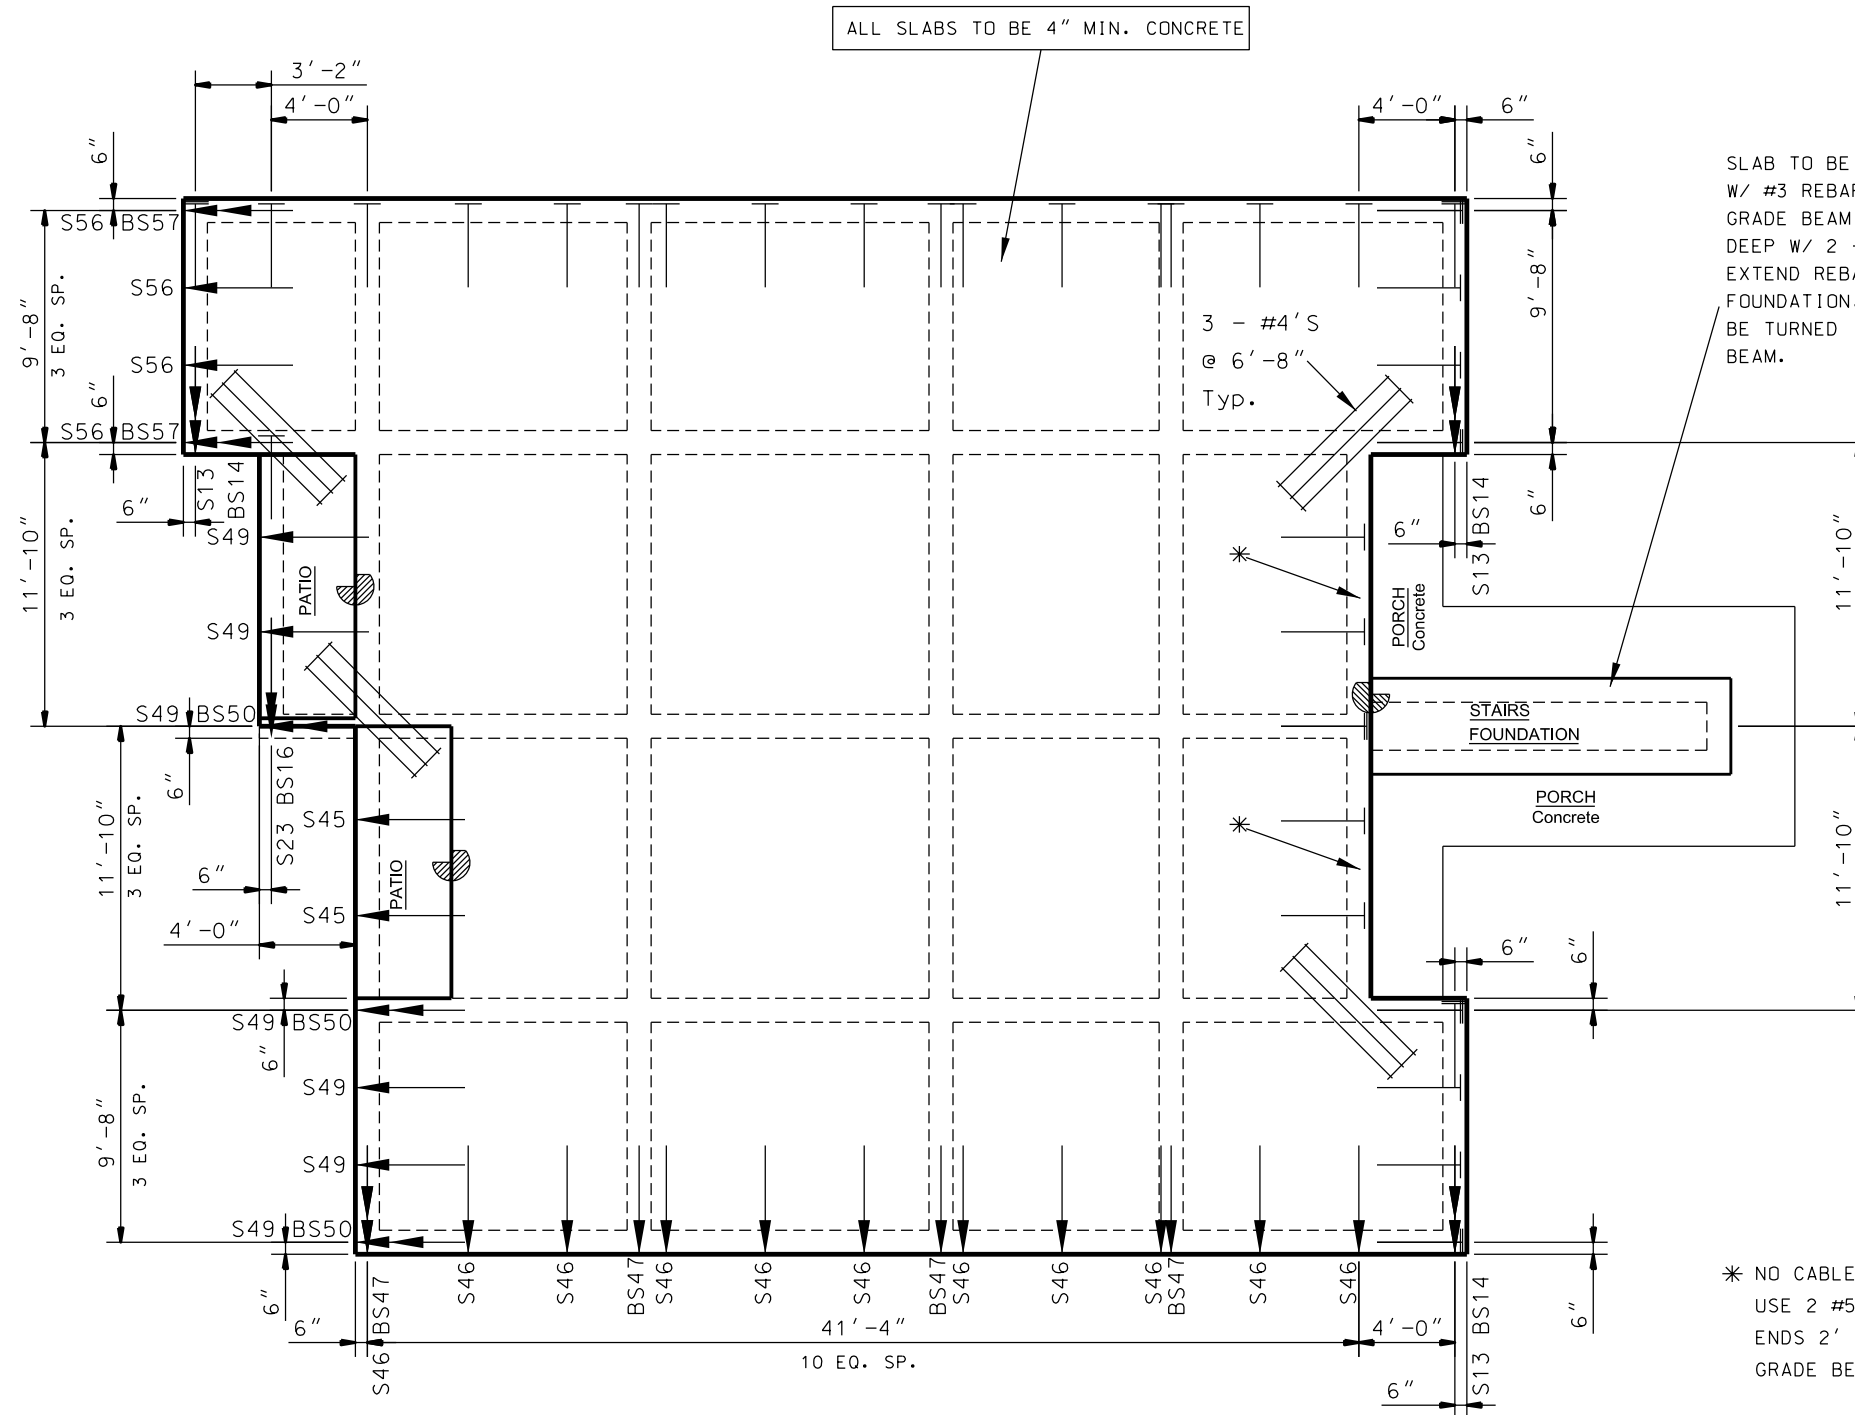 ALL SLABS TO BE 4" MIN. CONCRETE
3'-2"
4'-0"
4'-0"
6"
6"
6"
S56 BS57
S56
S56
S56 BS57
9'-8"
3 EQ. SP.
6"
9'-8"
6"
SLAB TO BE
W/ #3 REBAR
GRADE BEAM
DEEP W/ 2
EXTEND REBA
FOUNDATION.
BE TURNED
BEAM.
3 - #4'S
@ 6'-8"
Typ.
6"
S13
BS14
S49
S49
S49 BS50
11'-10"
3 EQ. SP.
PATIO
6"
S13 BS14
PORCH
Concrete
11'-10"
STAIRS
FOUNDATION
PORCH
Concrete
6"
S23 BS16
11'-10"
3 EQ. SP.
S45
S45
PATIO
6"
4'-0"
11'-10"
6"
6"
S49 BS50
6"
S49
S49
S49 BS50
9'-8"
3 EQ. SP.
6"
6"
S46 BS47
S46
S46
BS47
S46
S46
S46
BS47
S46
S46
S46
BS47
S46
S46
S13 BS14
6"
41'-4"
10 EQ. SP.
4'-0"
6"
6"
✳ NO CABLE
USE 2 #5
ENDS 2'
GRADE BE